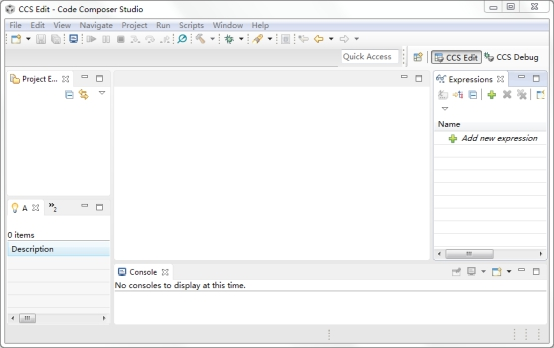 CCS Edit - Code Composer Studio
File Edit View Navigate Project Run Scripts Window Help
Quick Access CCS Edit CCS Debug
Project E...
Expressions
Name
Add new expression
A »2
0 items
Description
Console
No consoles to display at this time.